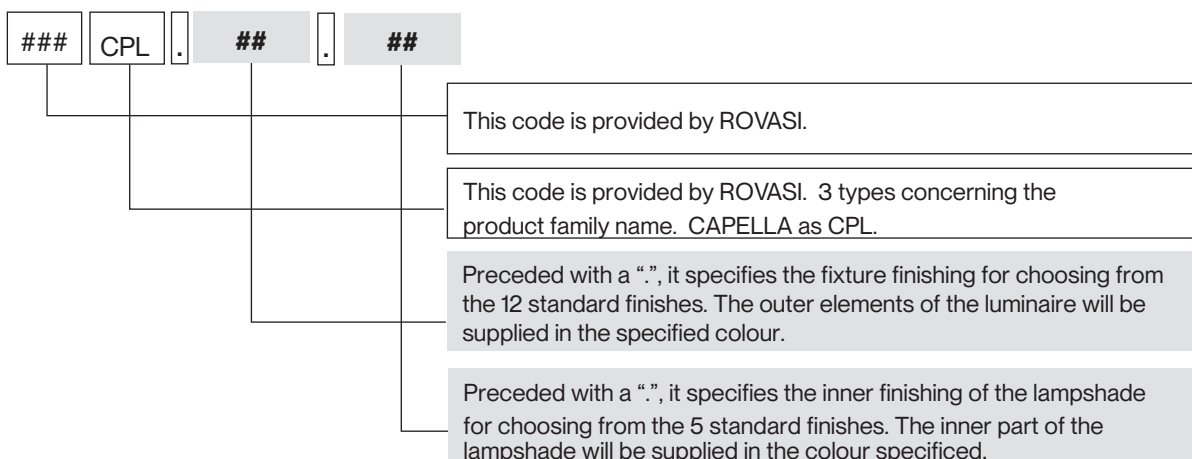 ### CPL . ## . ##
This code is provided by ROVASI.
This code is provided by ROVASI. 3 types concerning the
product family name. CAPELLA as CPL.
Preceded with a “.”, it specifies the fixture finishing for choosing from
the 12 standard finishes. The outer elements of the luminaire will be
supplied in the specified colour.
Preceded with a “.”, it specifies the inner finishing of the lampshade
for choosing from the 5 standard finishes. The inner part of the
lampshade will be supplied in the colour specificed.